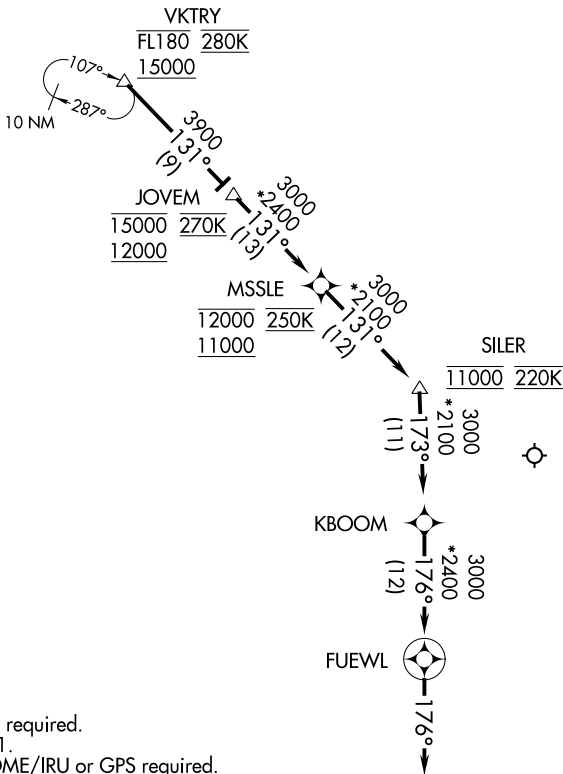 VKTRY
FL180 280K
15000
107°
287°
10 NM
3900
131°
(9)
JOVEM
15000 270K
12000
3000
*2400
131°
(13)
MSSLE
12000 250K
11000
3000
*2100
131°
(12)
SILER
11000 220K
3000
*2100
173°
(11)
KBOOM
3000
*2400
176°
(12)
FUEWL
176°
required.
1.
OME/IRU or GPS required.